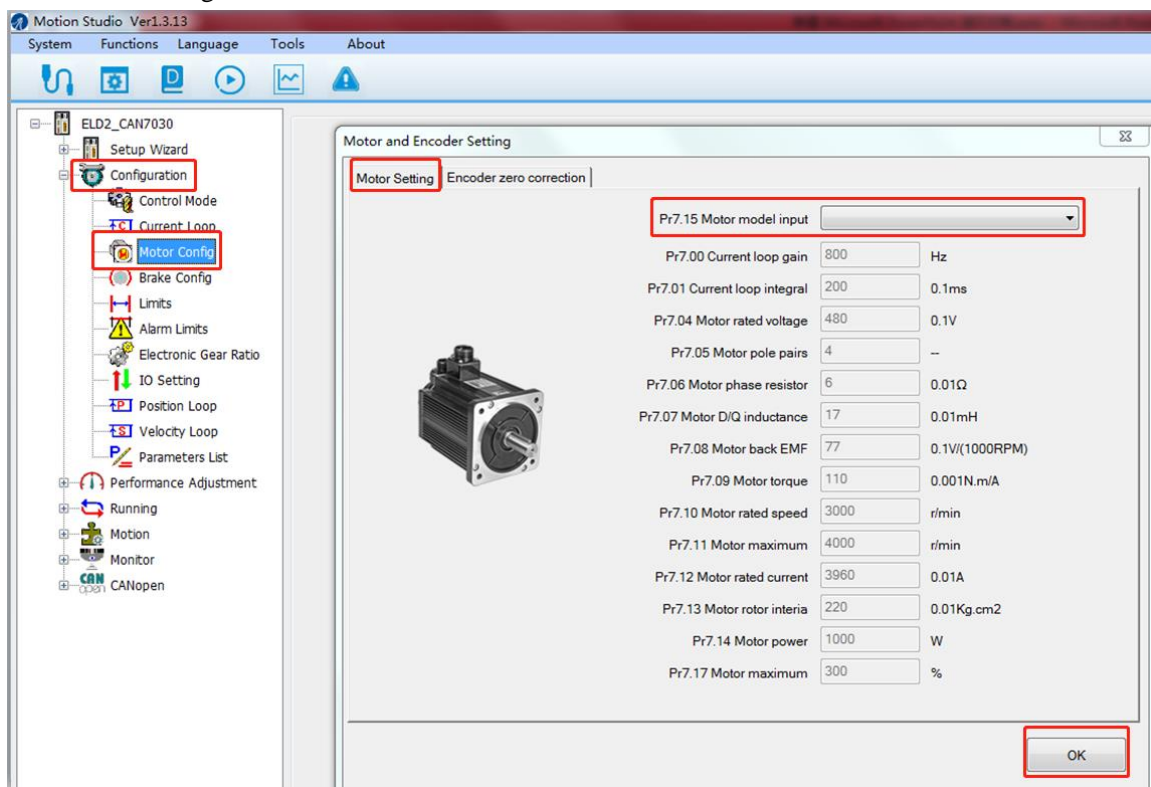 Motion Studio Ver1.3.13
System Functions Language Tools About
ELD2_CAN7030
Setup Wizard
Configuration
Control Mode
Current Loop
Motor Config
Brake Config
Limits
Alarm Limits
Electronic Gear Ratio
IO Setting
Position Loop
Velocity Loop
Parameters List
Performance Adjustment
Running
Motion
Monitor
CANopen
Motor and Encoder Setting
Motor Setting Encoder zero correction
Pr7.15 Motor model input
Pr7.00 Current loop gain 800 Hz
Pr7.01 Current loop integral 200 0.1ms
Pr7.04 Motor rated voltage 480 0.1V
Pr7.05 Motor pole pairs 4 --
Pr7.06 Motor phase resistor 6 0.01Ω
Pr7.07 Motor D/Q inductance 17 0.01mH
Pr7.08 Motor back EMF 77 0.1V/(1000RPM)
Pr7.09 Motor torque 110 0.001N.m/A
Pr7.10 Motor rated speed 3000 r/min
Pr7.11 Motor maximum 4000 r/min
Pr7.12 Motor rated current 3960 0.01A
Pr7.13 Motor rotor interia 220 0.01Kg.cm2
Pr7.14 Motor power 1000 W
Pr7.17 Motor maximum 300 %
OK